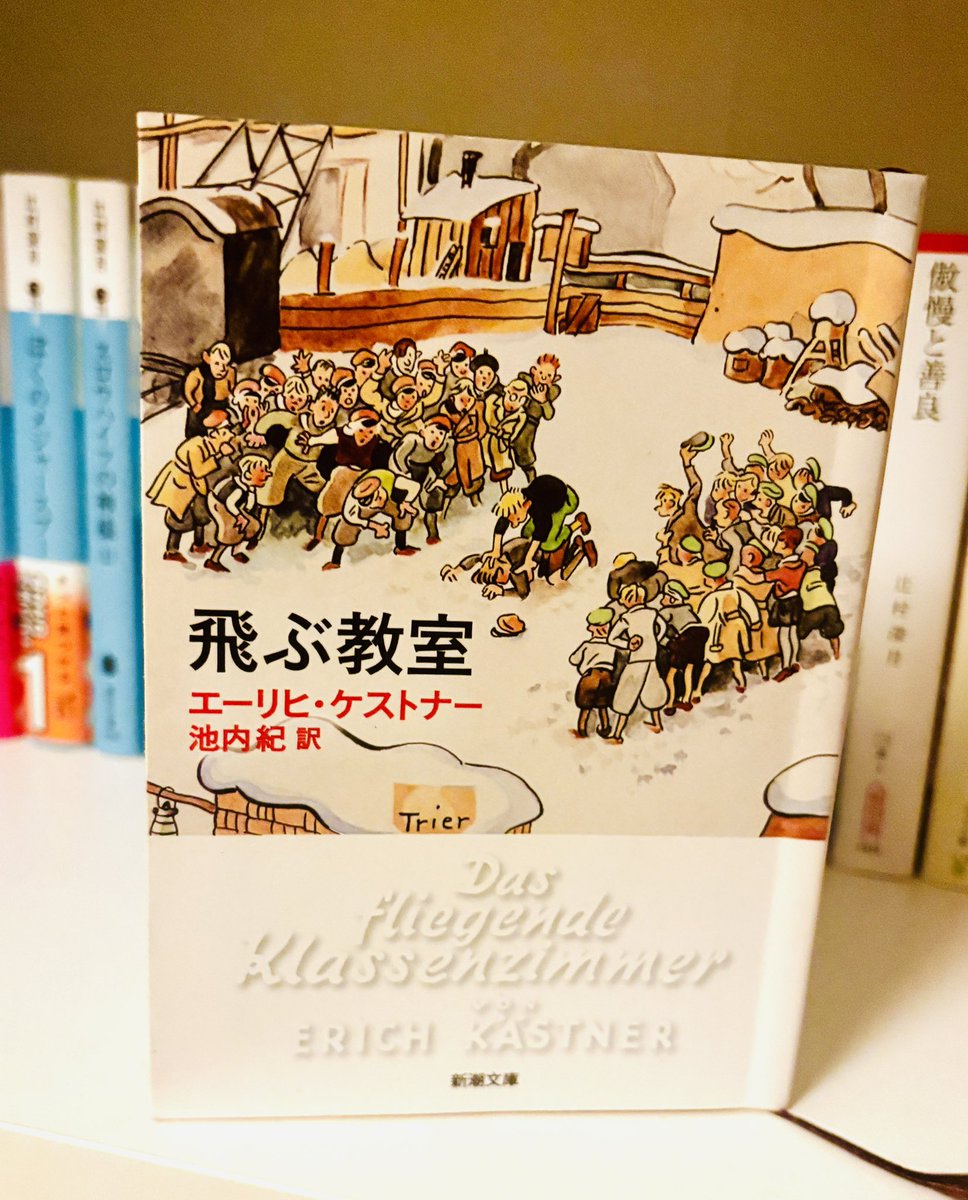 飛ぶ教室
エーリヒ・ケストナー
池内紀 訳
Trier
Das
fliegende
Klassenzimmer
VON
ERICH KÄSTNER
新潮文庫
傲慢と善良